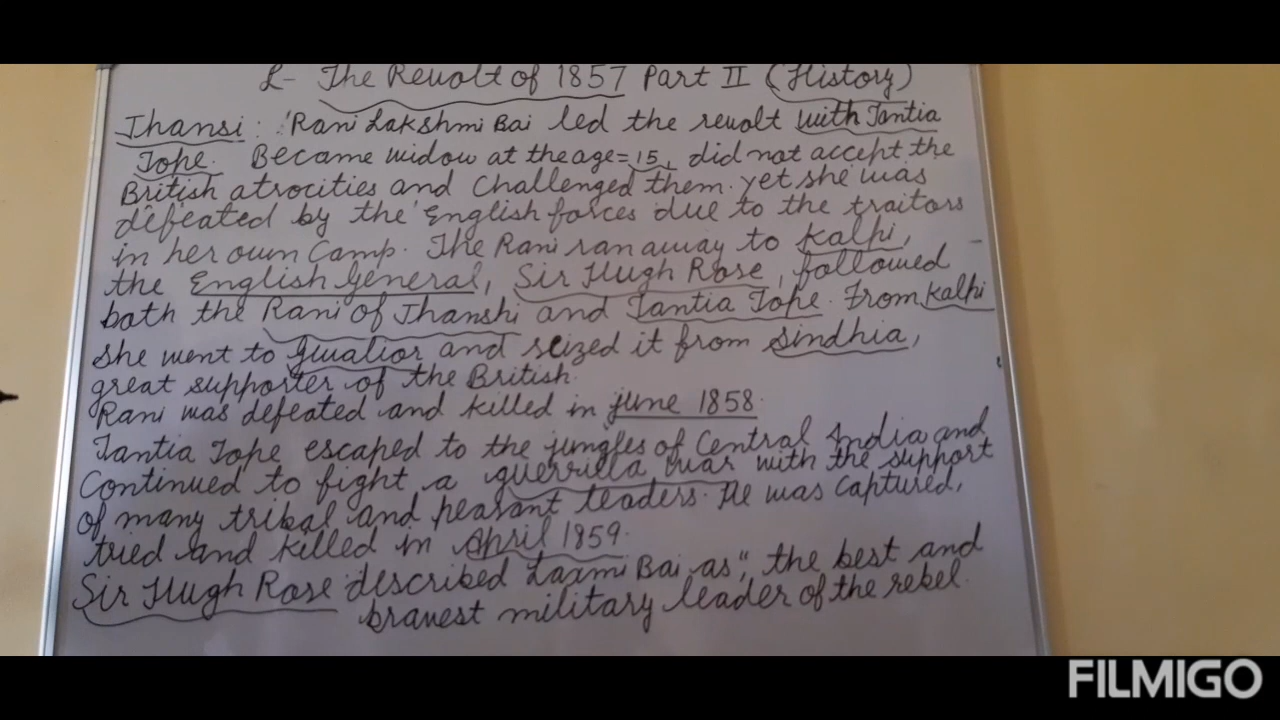 L- The Revolt of 1857 Part II (History)
Jhansi: Rani Lakshmi Bai led the revolt with Tantia
Tope. Became widow at the age=15, did not accept the
British atrocities and challenged them. yet she was
defeated by the English forces due to the traitors
in her own Camp. The Rani ran away to Kalpi,
the English General, Sir Hugh Rose, followed
both the Rani of Jhanshi and Tantia Tope. From Kalpi
she went to Gwalior and seized it from Sindhia,
great supporter of the British.
Rani was defeated and killed in june 1858.
Tantia Tope escaped to the jungles of Central India and
Continued to fight a guerrilla war with the support
of many tribal and peasant leaders. He was captured,
tried and killed in April 1859.
Sir Hugh Rose described Laxmi Bai as," the best and
bravest military leader of the rebel.
FILMIGO